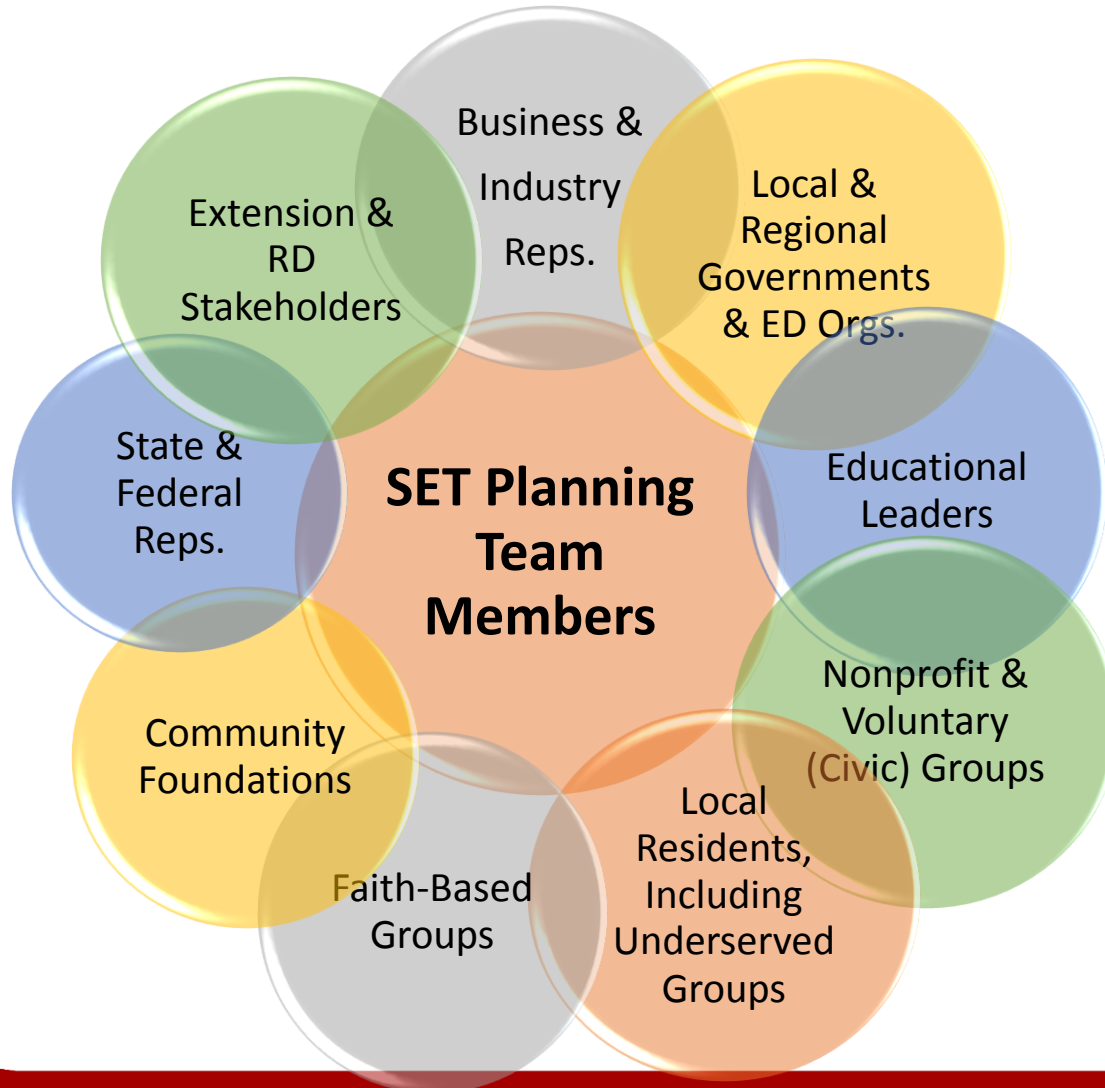 SET Planning
Team
Members
Business &
Industry
Reps.
Local &
Regional
Governments
& ED Orgs.
Educational
Leaders
Nonprofit &
Voluntary
(Civic) Groups
Local
Residents,
Including
Underserved
Groups
Faith-Based
Groups
Community
Foundations
State &
Federal
Reps.
Extension &
RD
Stakeholders